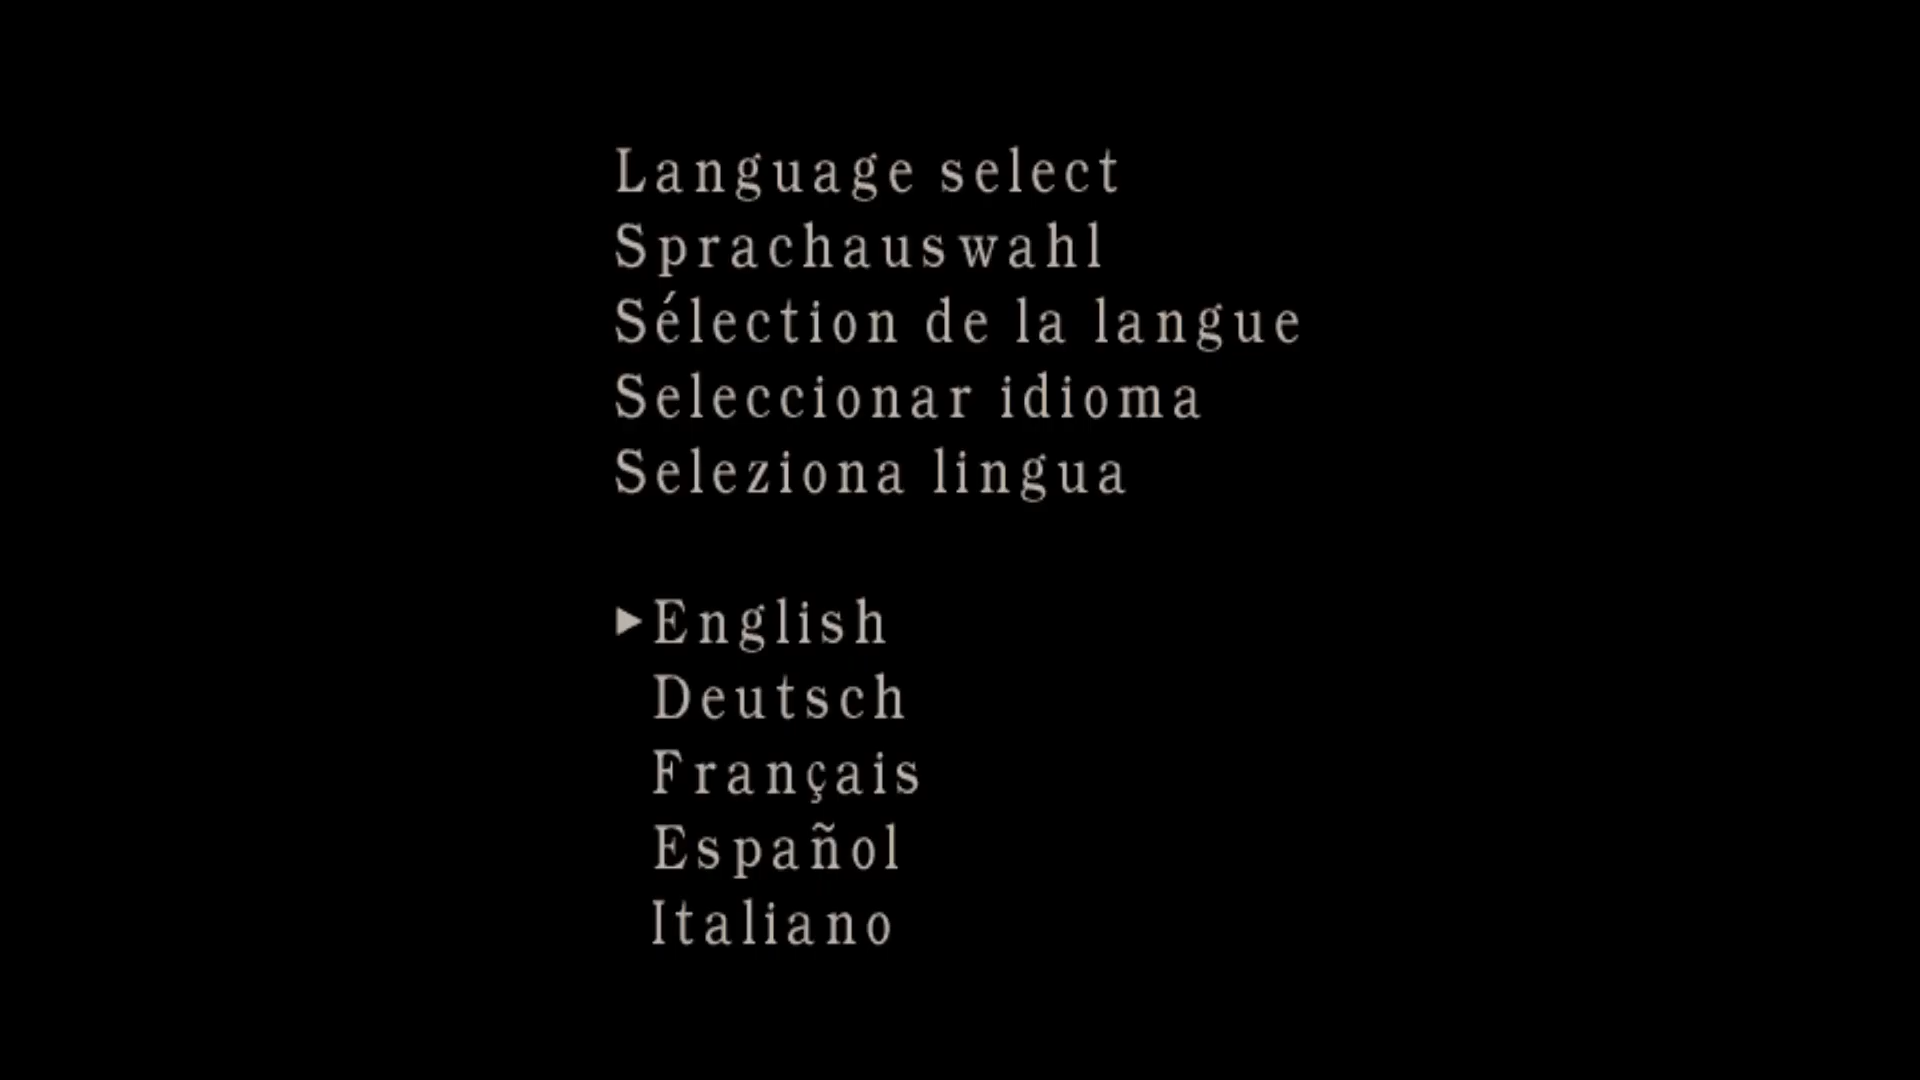 Language select
Sprachauswahl
Sélection de la langue
Seleccionar idioma
Seleziona lingua
▶English
Deutsch
Français
Español
Italiano